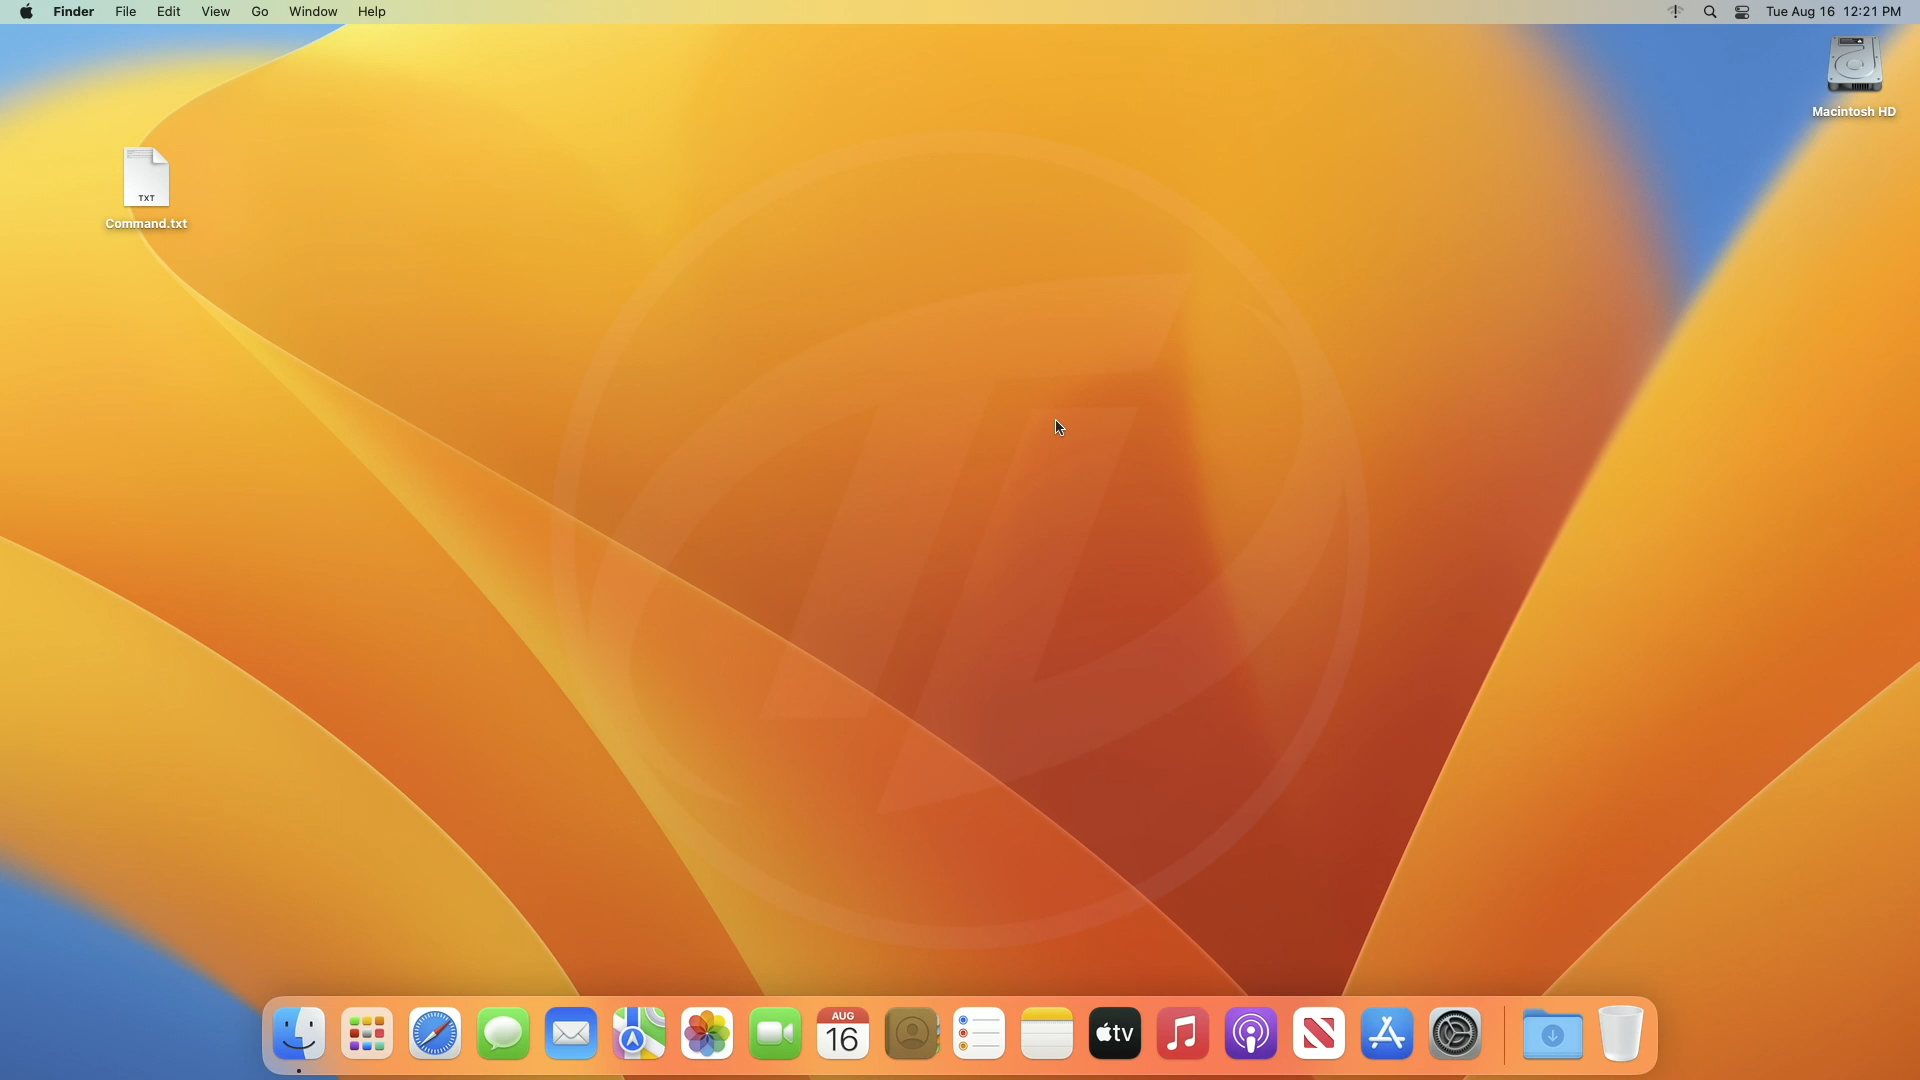 Finder File Edit View Go Window Help
Tue Aug 16 12:21 PM
Macintosh HD
TXT
Command.txt
AUG
16
tv